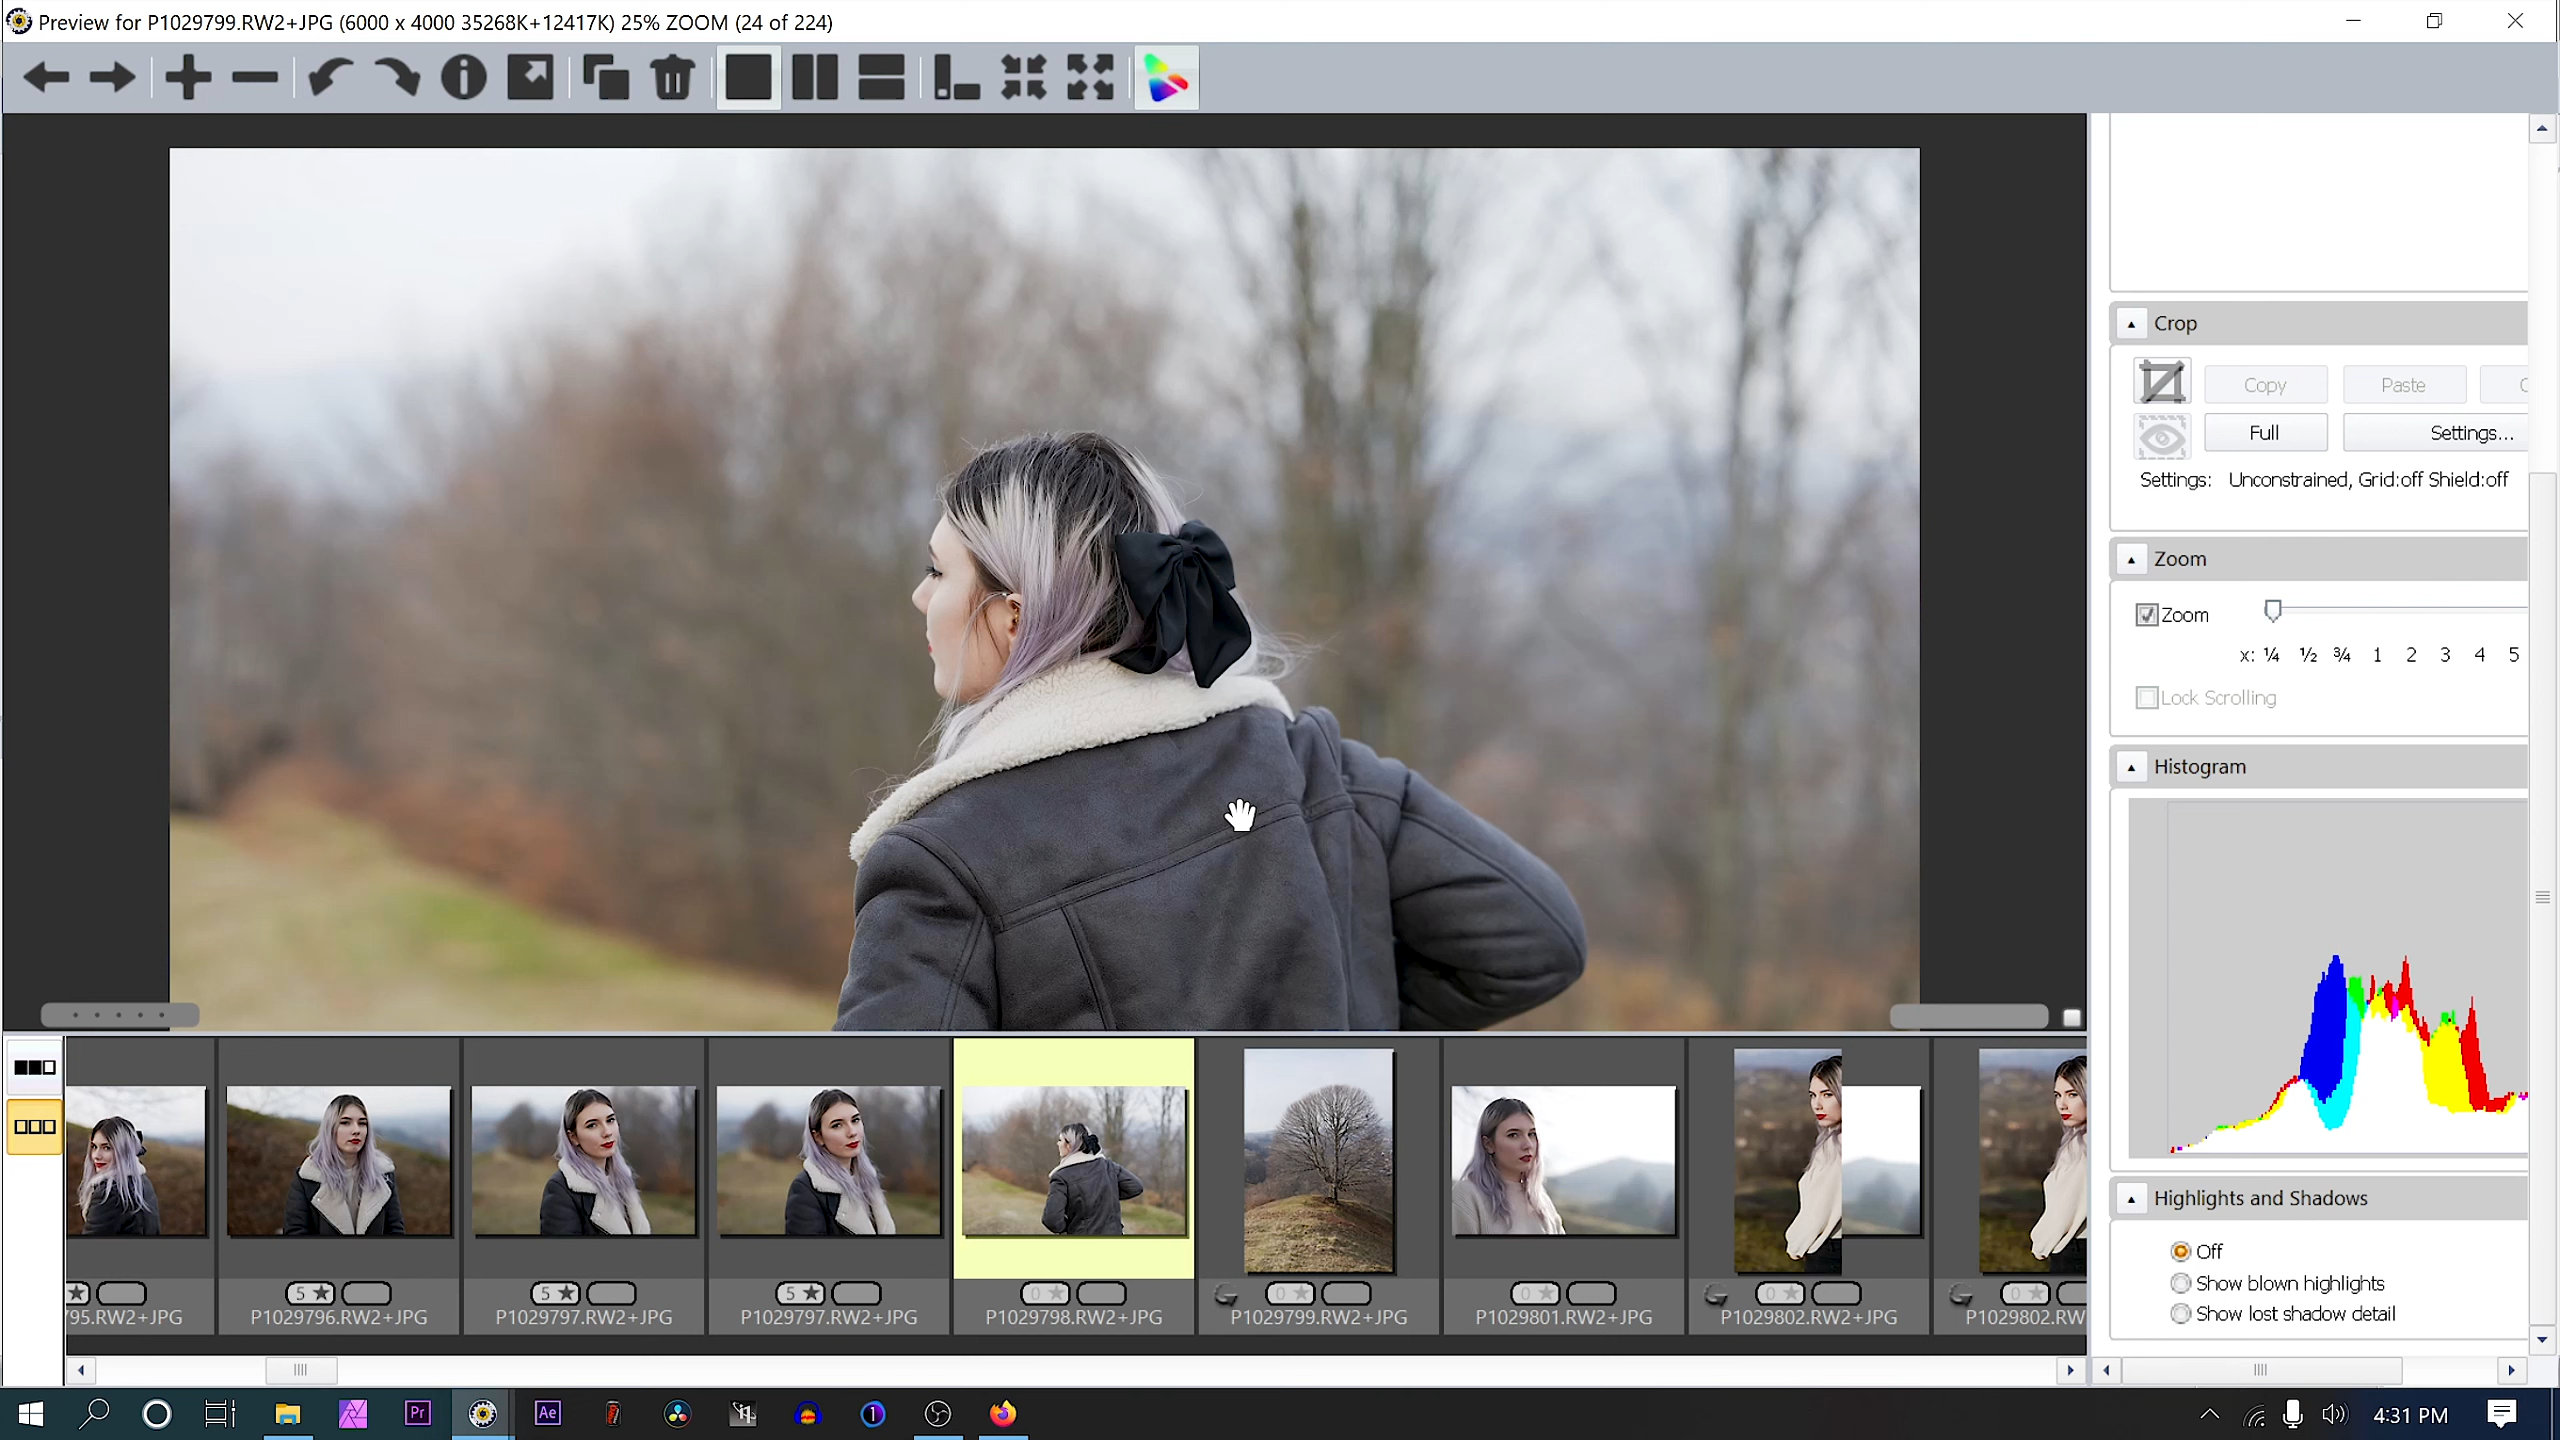 Preview for P1029799.RW2+JPG (6000 x 4000 35268K+12417K) 25% ZOOM (24 of 224)
Crop
Copy Paste
Full Settings...
Settings: Unconstrained, Grid:off Shield:off
Zoom
Zoom
x: ¼ ½ ¾ 1 2 3 4 5
Lock Scrolling
Histogram
Highlights and Shadows
Off
Show blown highlights
Show lost shadow detail
5 5 5 0 0 0 0 0
95.RW2+JPG P1029796.RW2+JPG P1029797.RW2+JPG P1029797.RW2+JPG P1029798.RW2+JPG P1029799.RW2+JPG P1029801.RW2+JPG P1029802.RW2+JPG P1029802.RW
Pr Ae 1 4:31 PM